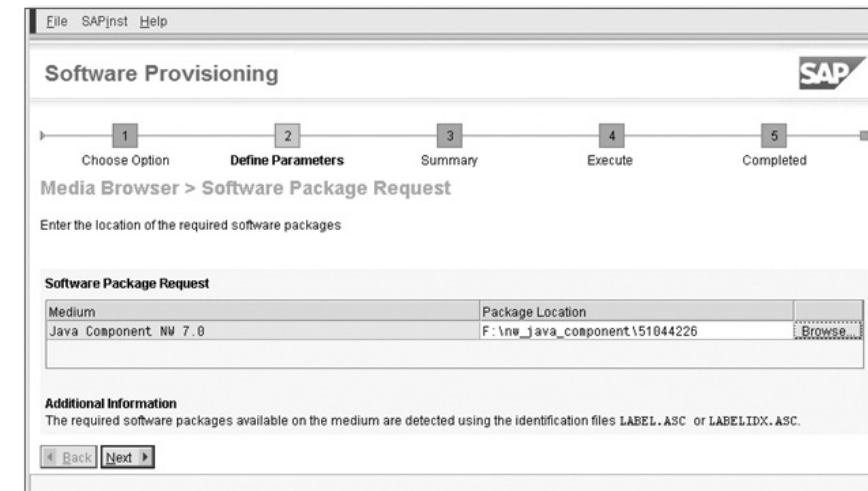 File SAPinst Help
Software Provisioning
SAP
1 2 3 4 5
Choose Option Define Parameters Summary Execute Completed
Media Browser > Software Package Request
Enter the location of the required software packages
Software Package Request
Medium Package Location
Java Component NW 7.0 F:\nw_java_component\51044226 Browse...
Additional Information
The required software packages available on the medium are detected using the identification files LABEL.ASC or LABELIDX.ASC.
Back Next